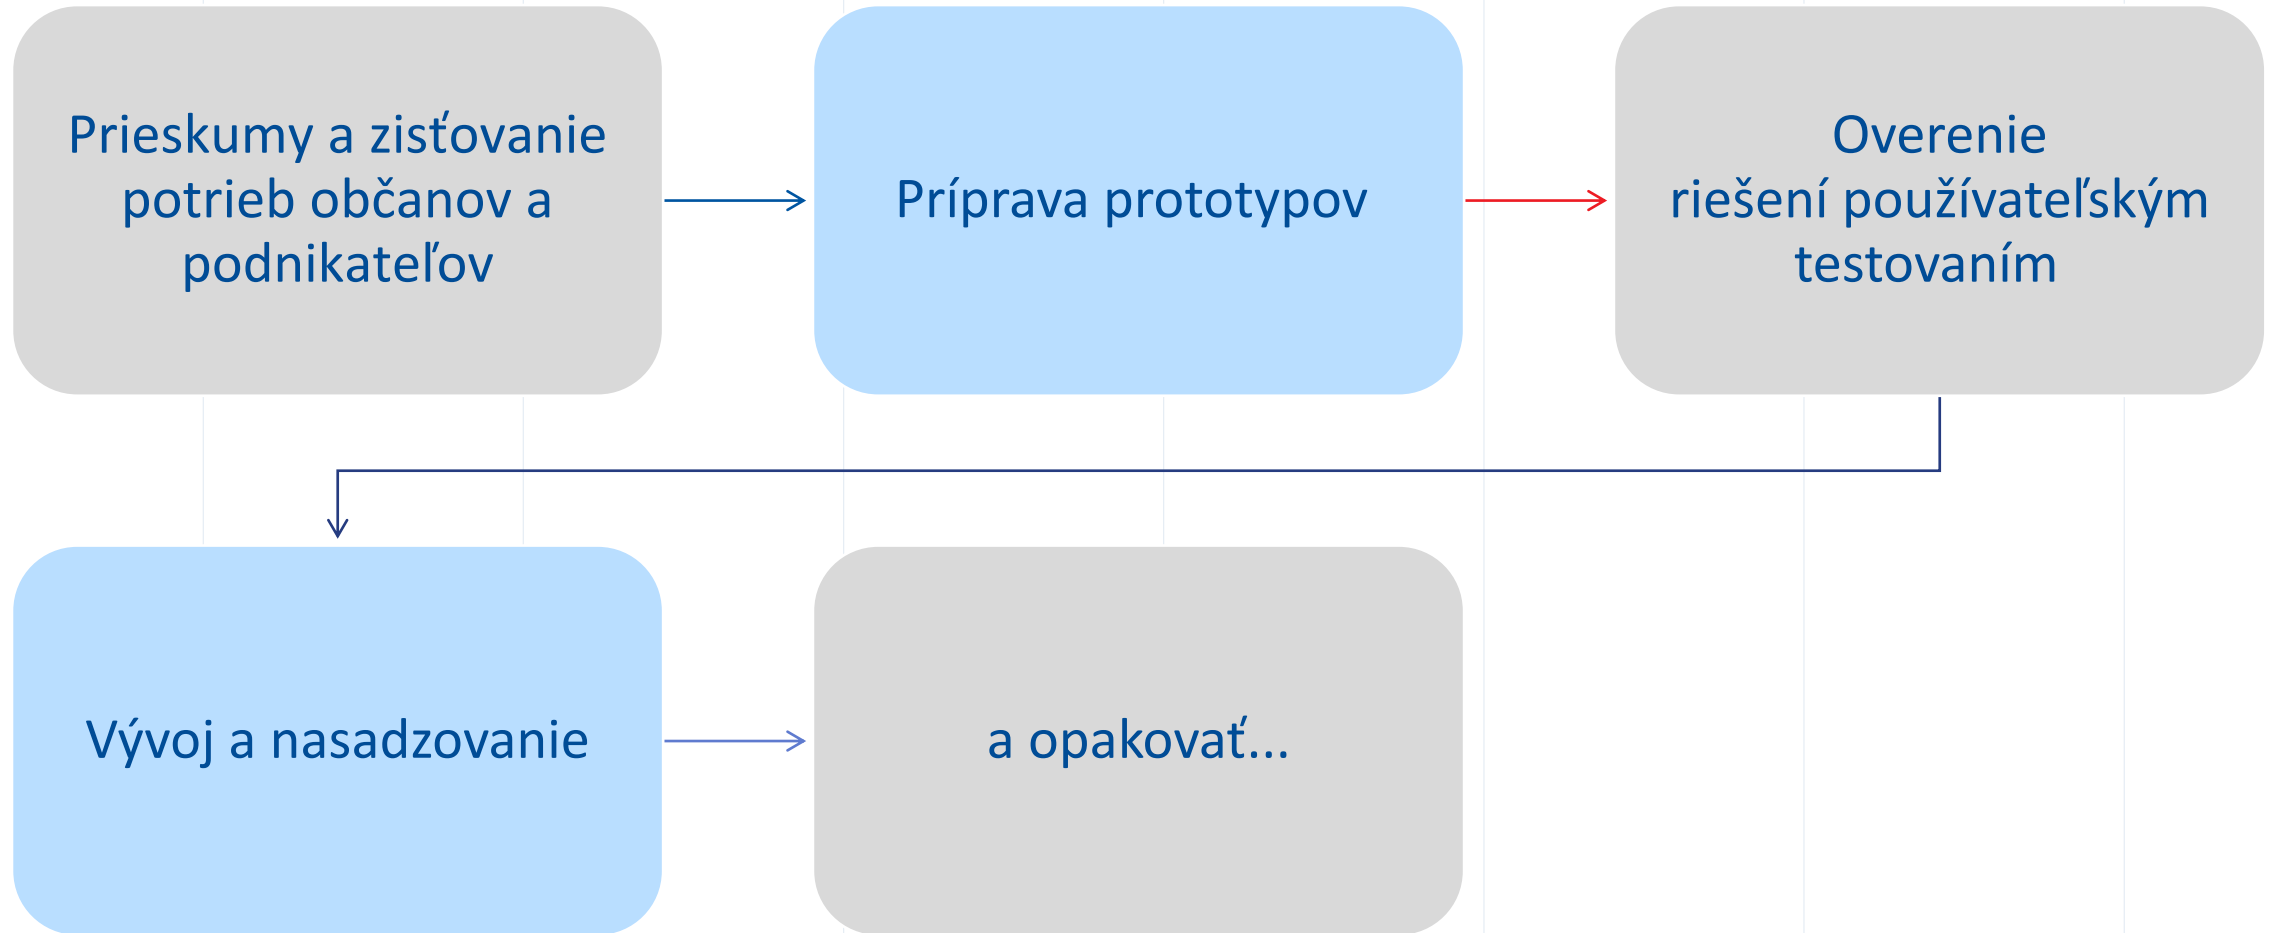 Prieskumy a zisťovanie
potrieb občanov a
podnikateľov
Príprava prototypov
Overenie
riešení používateľským
testovaním
Vývoj a nasadzovanie
a opakovať...